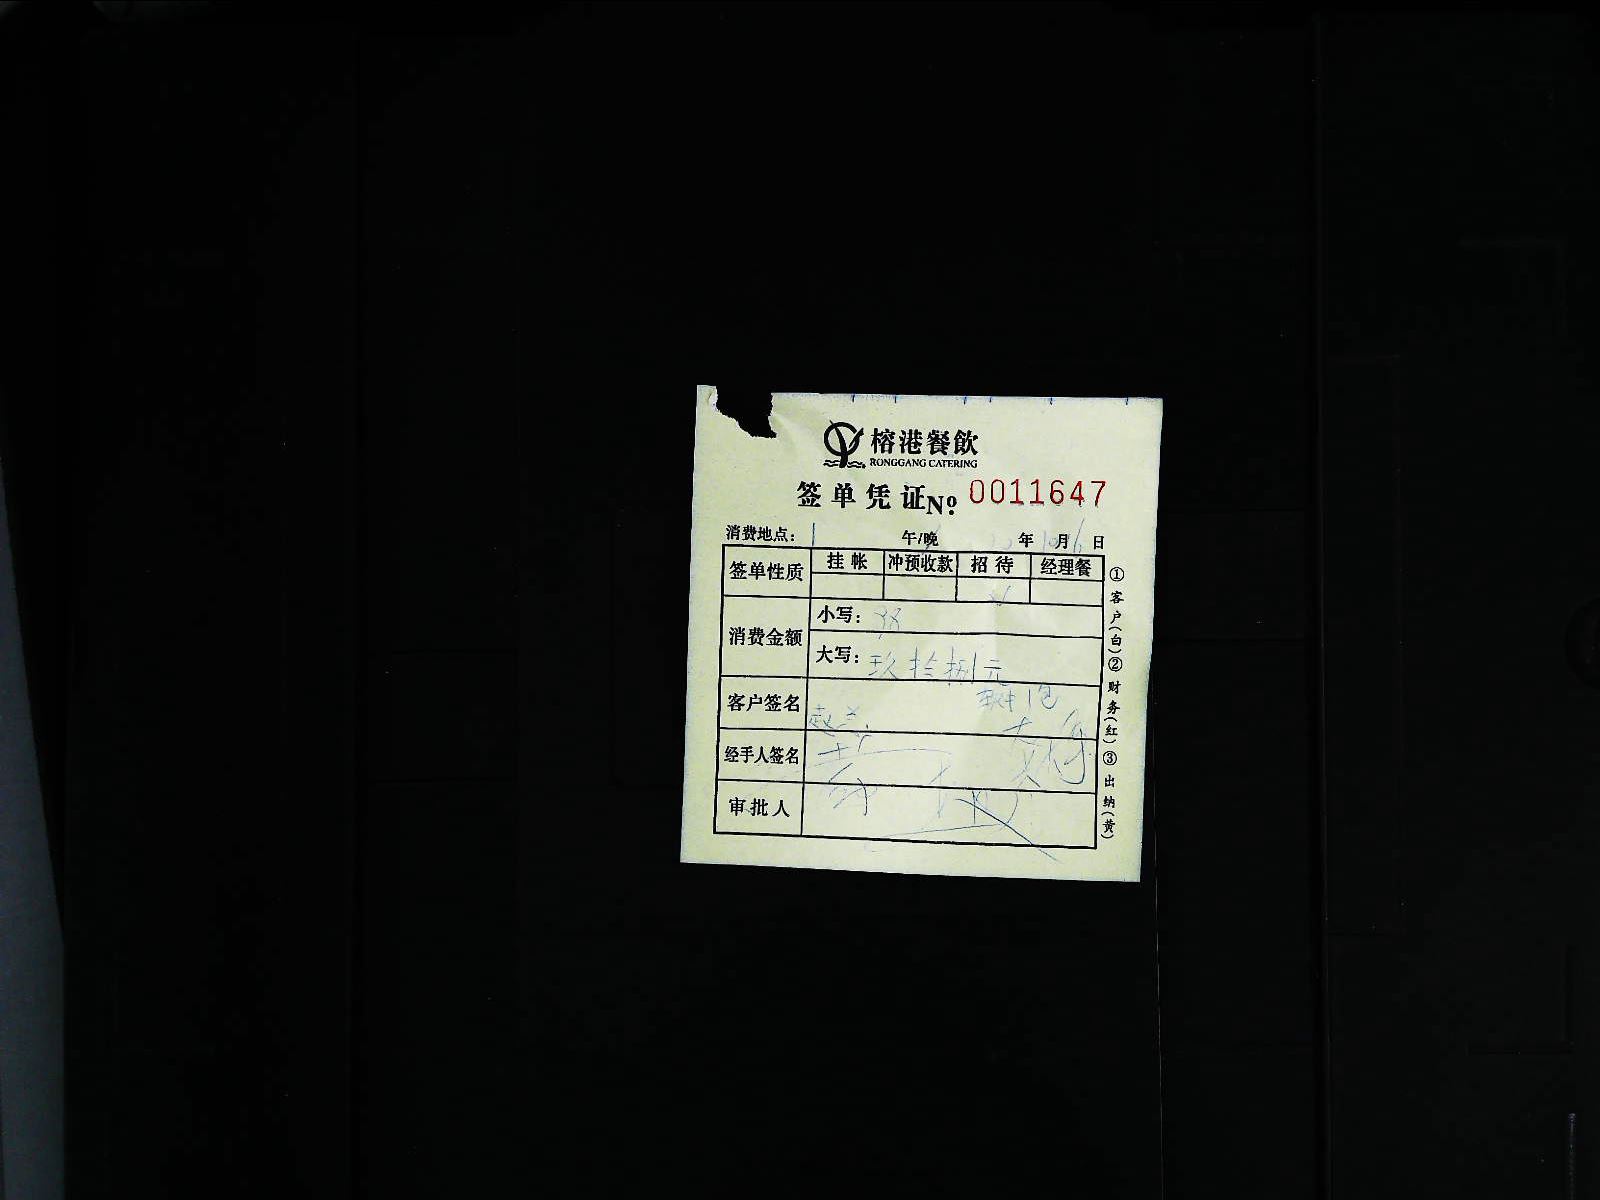 榕港餐飲
RONGGANG CATERING
签单凭证 No. 0011647
消费地点： 午/晚 年 月 日
签单性质 挂帐 冲预收款 招待 经理餐
消费金额 小写：98
大写：玖拾捌元
客户签名
经手人签名
审批人
①客户(白)②财务(红)③出纳(黄)